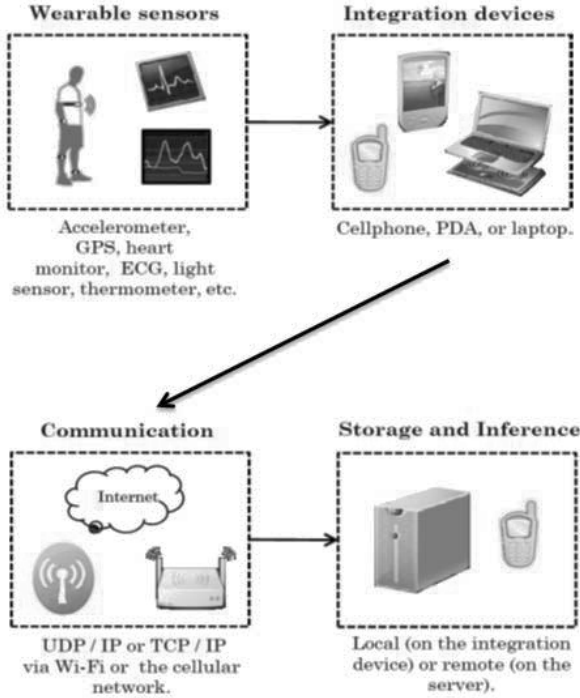 Wearable sensors
Accelerometer,
GPS, heart
monitor, ECG, light
sensor, thermometer, etc.
Integration devices
Cellphone, PDA, or laptop.
Communication
Internet
UDP / IP or TCP / IP
via Wi-Fi or the cellular
network.
Storage and Inference
Local (on the integration
device) or remote (on the
server).